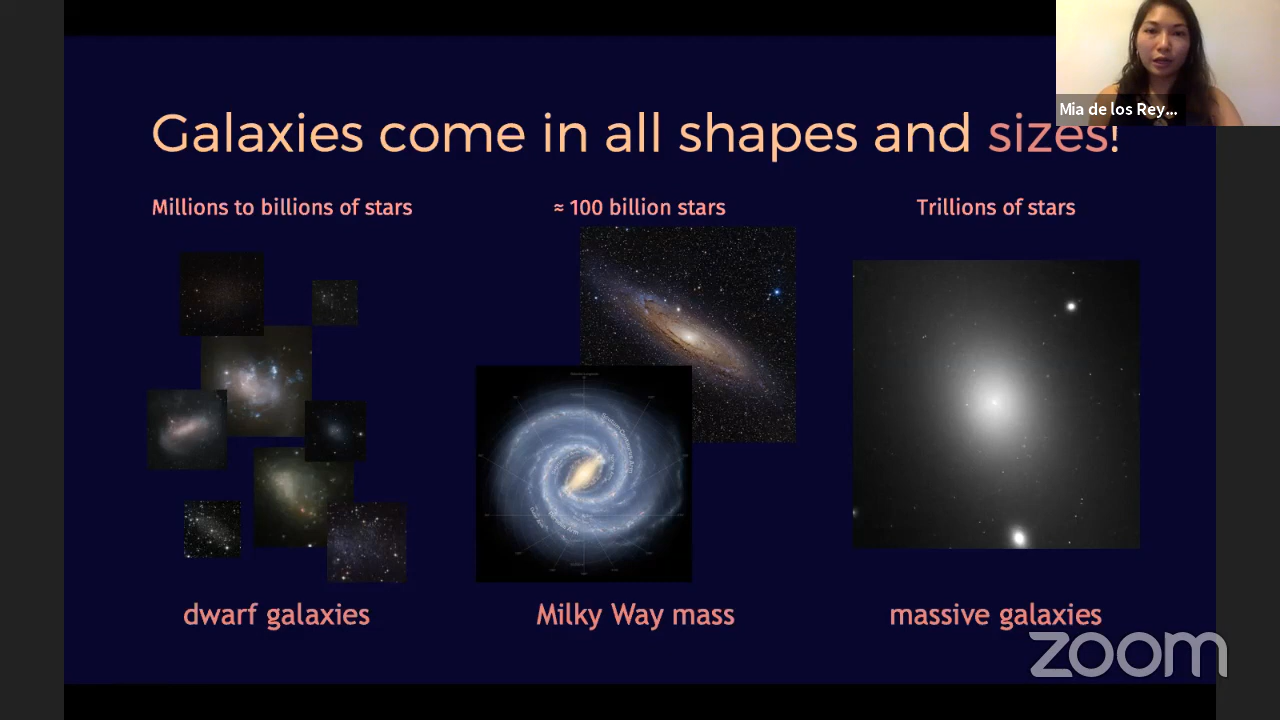 Mia de los Rey...
Galaxies come in all shapes and sizes!
Millions to billions of stars
≈ 100 billion stars
Trillions of stars
dwarf galaxies
Milky Way mass
massive galaxies
zoom